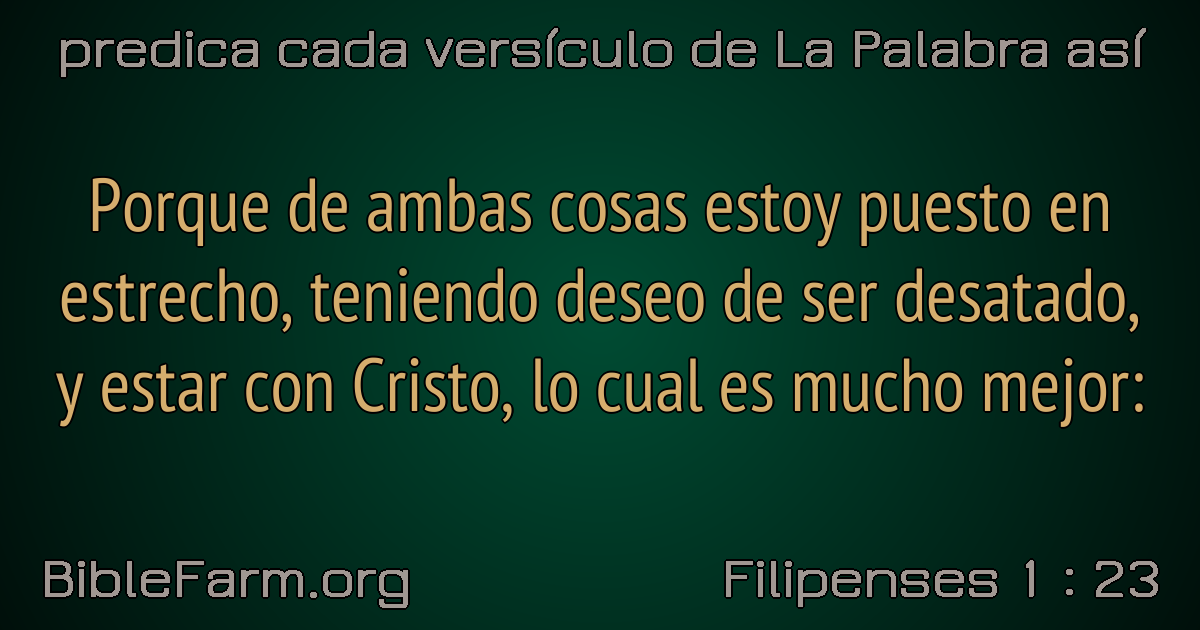 predica cada versículo de La Palabra así
Porque de ambas cosas estoy puesto en
estrecho, teniendo deseo de ser desatado,
y estar con Cristo, lo cual es mucho mejor:
BibleFarm.org
Filipenses 1 : 23